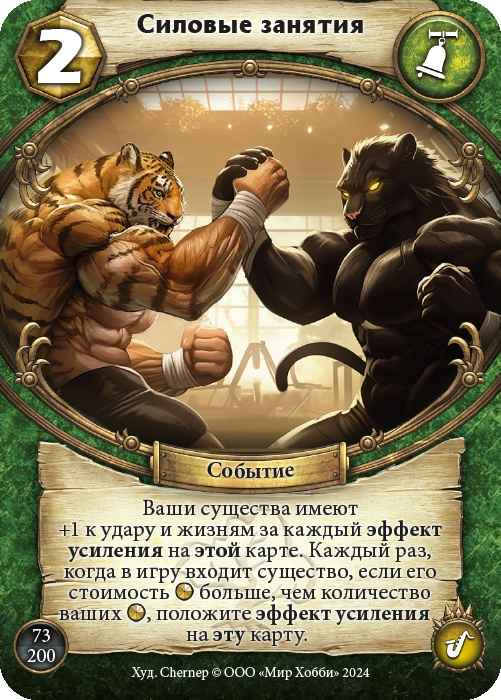 Силовые занятия
2
Событие
Ваши существа имеют
+1 к удару и жизням за каждый эффект
усиления на этой карте. Каждый раз,
когда в игру входит существо, если его
стоимость больше, чем количество
ваших , положите эффект усиления
на эту карту.
73
200
Худ. Chernep © ООО «Мир Хобби» 2024